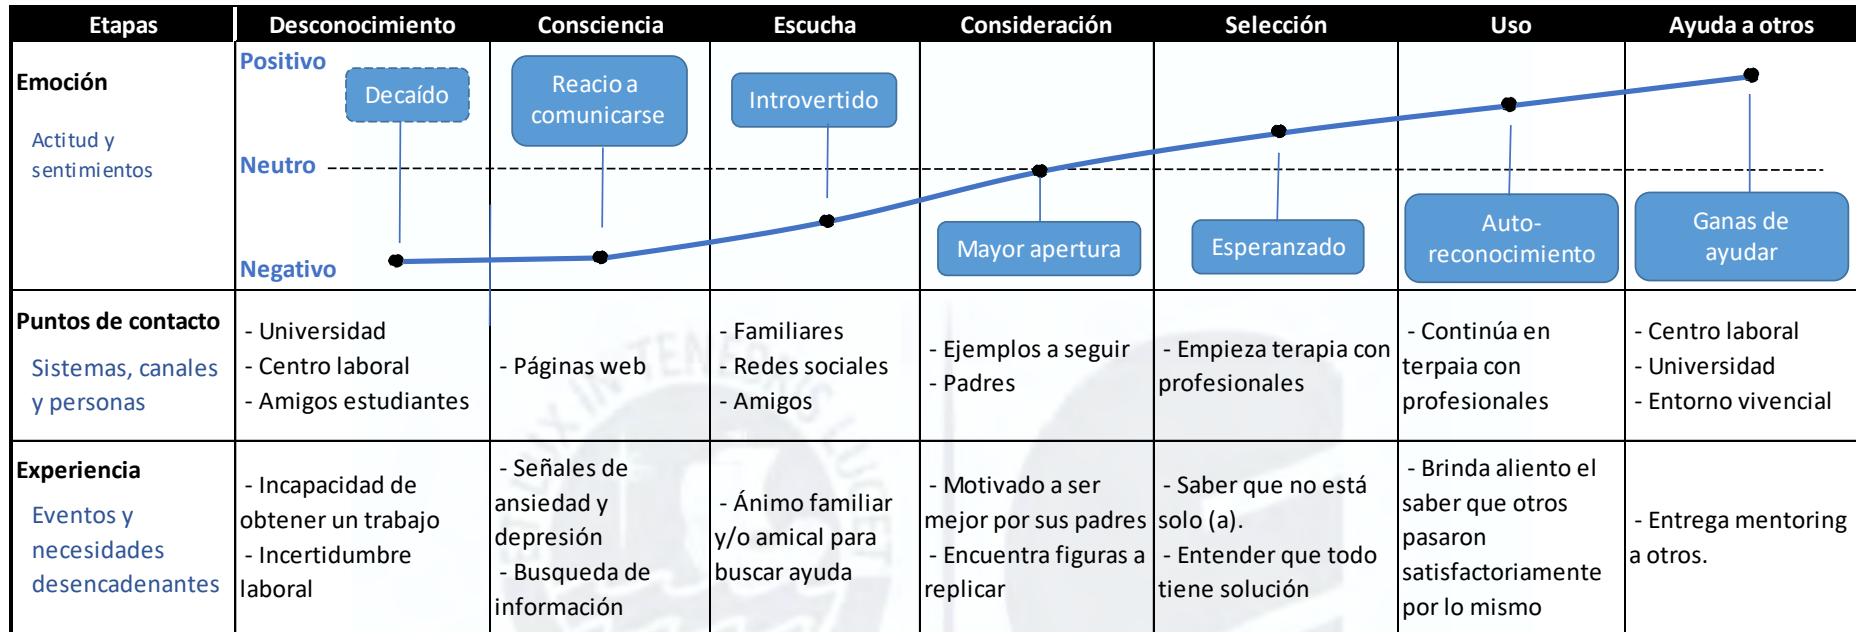 Etapas Desconocimiento Consciencia Escucha Consideración Selección Uso Ayuda a otros
Emoción
Actitud y
sentimientos
Positivo
Neutro
Negativo
Decaído
Reacio a
comunicarse
Introvertido
Mayor apertura
Esperanzado
Auto-
reconocimiento
Ganas de
ayudar
Puntos de contacto
Sistemas, canales
y personas
- Universidad
- Centro laboral
- Amigos estudiantes
- Páginas web
- Familiares
- Redes sociales
- Amigos
- Ejemplos a seguir
- Padres
- Empieza terapia con
profesionales
- Continúa en
terpaia con
profesionales
- Centro laboral
- Universidad
- Entorno vivencial
Experiencia
Eventos y
necesidades
desencadenantes
- Incapacidad de
obtener un trabajo
- Incertidumbre
laboral
- Señales de
ansiedad y
depresión
- Busqueda de
información
- Ánimo familiar
y/o amical para
buscar ayuda
- Motivado a ser
mejor por sus padres
- Encuentra figuras a
replicar
- Saber que no está
solo (a).
- Entender que todo
tiene solución
- Brinda aliento el
saber que otros
pasaron
satisfactoriamente
por lo mismo
- Entrega mentoring
a otros.
ET LUX IN TENEBRIS LUCET